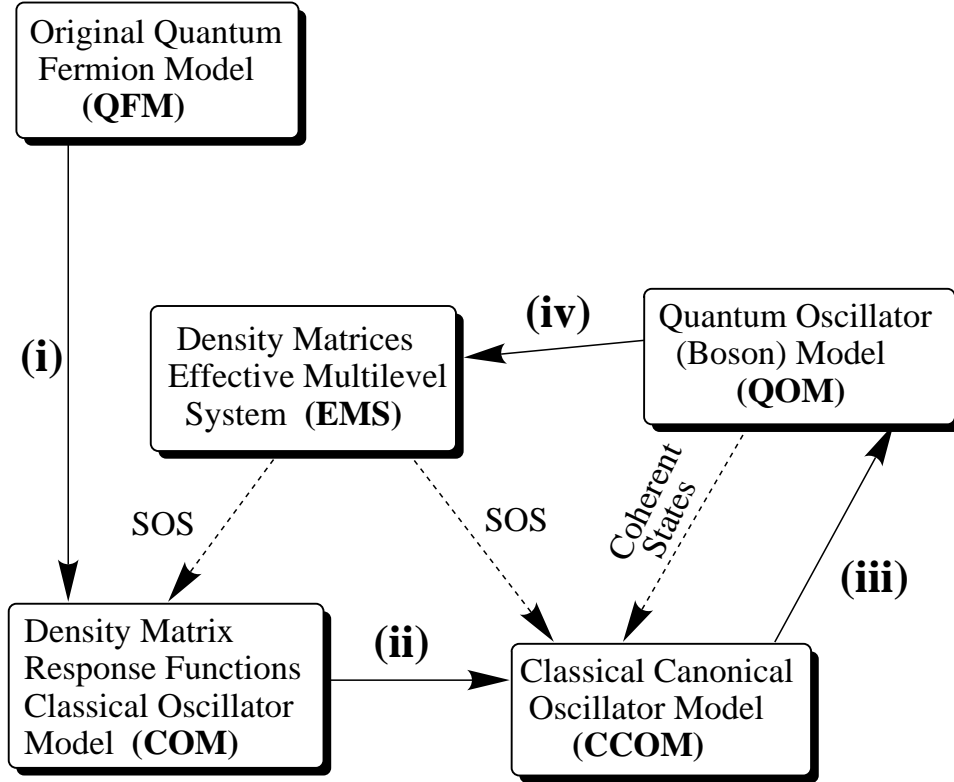 Original Quantum
Fermion Model
(QFM)
(i)
Density Matrices
Effective Multilevel
System (EMS)
(iv)
Quantum Oscillator
(Boson) Model
(QOM)
SOS
SOS
Coherent
States
(iii)
Density Matrix
Response Functions
Classical Oscillator
Model (COM)
(ii)
Classical Canonical
Oscillator Model
(CCOM)